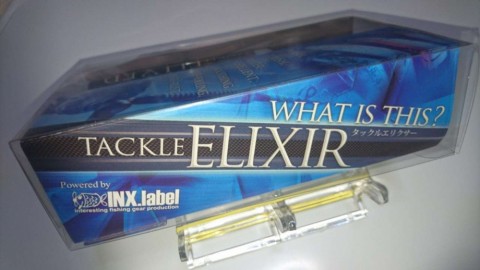 WHAT IS THIS?
TACKLE ELIXIR
タックルエリクサー
Powered by
INX.label
interesting fishing gear production